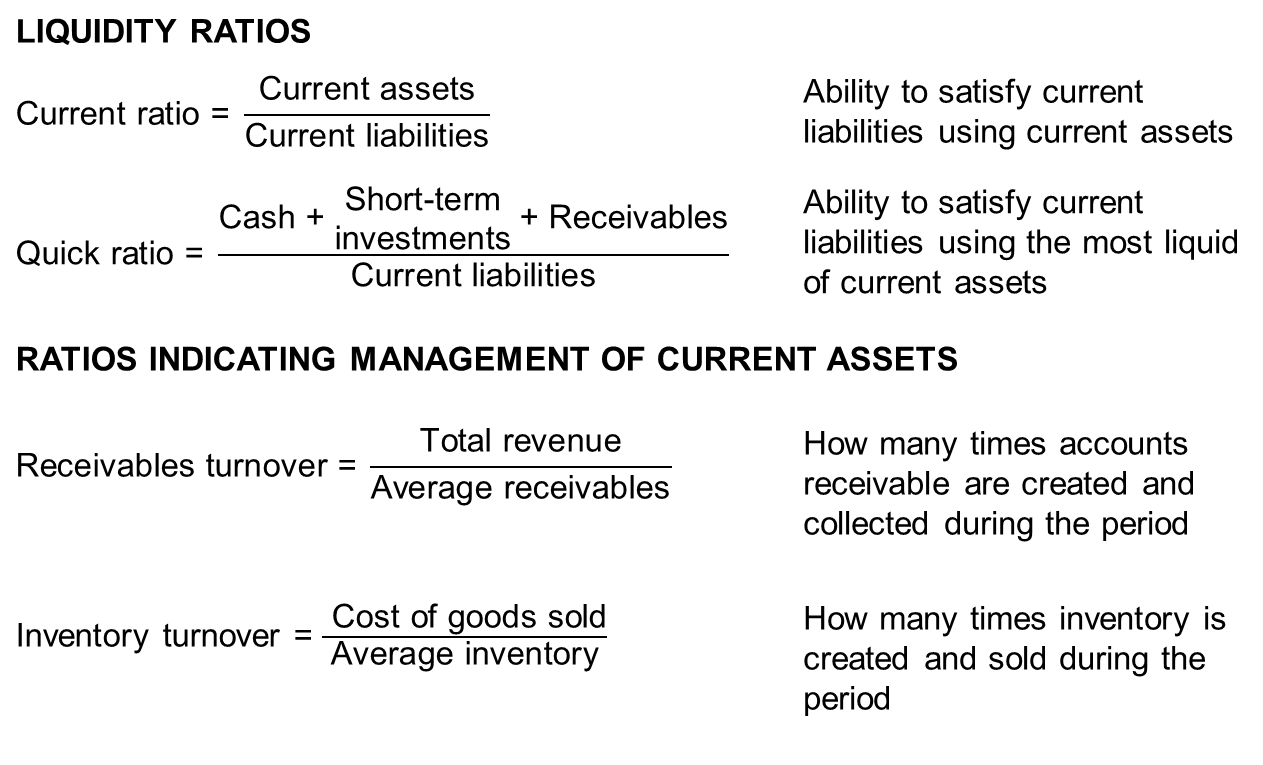 LIQUIDITY RATIOS
Current ratio =
Current assets
Current liabilities
Ability to satisfy current
liabilities using current assets
Quick ratio =
Cash + Short-term investments + Receivables
Current liabilities
Ability to satisfy current
liabilities using the most liquid
of current assets
RATIOS INDICATING MANAGEMENT OF CURRENT ASSETS
Receivables turnover =
Total revenue
Average receivables
How many times accounts
receivable are created and
collected during the period
Inventory turnover =
Cost of goods sold
Average inventory
How many times inventory is
created and sold during the
period